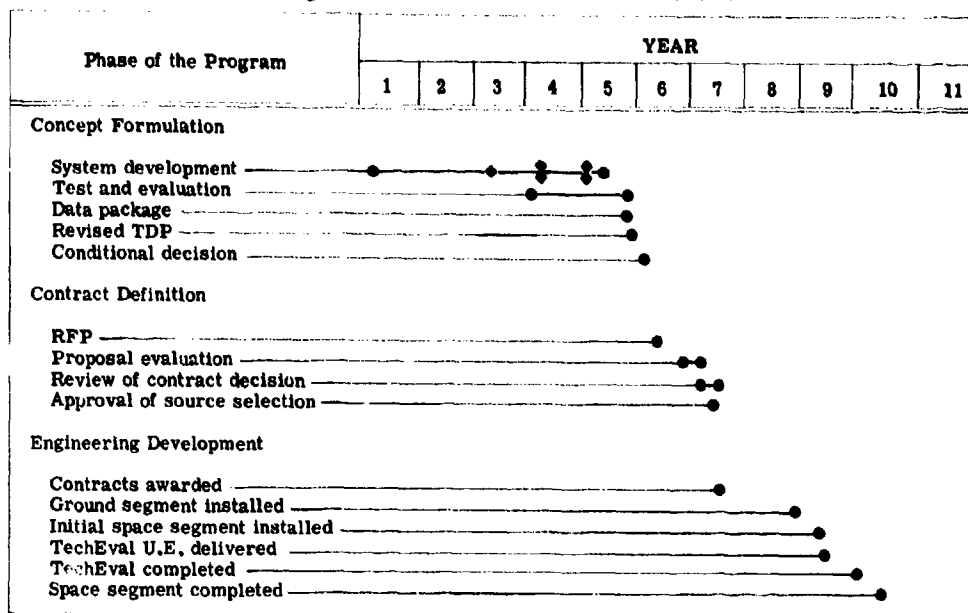 Phase of the Program
YEAR
1 2 3 4 5 6 7 8 9 10 11
Concept Formulation
System development
Test and evaluation
Data package
Revised TDP
Conditional decision
Contract Definition
RFP
Proposal evaluation
Review of contract decision
Approval of source selection
Engineering Development
Contracts awarded
Ground segment installed
Initial space segment installed
TechEval U.E. delivered
TechEval completed
Space segment completed